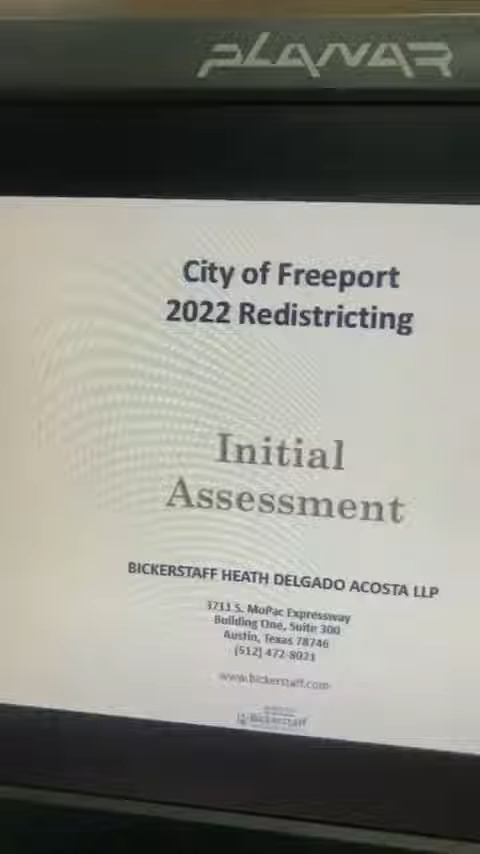 PLANAR
City of Freeport
2022 Redistricting
Initial
Assessment
BICKERSTAFF HEATH DELGADO ACOSTA LLP
3711 S. MoPac Expressway
Building One, Suite 300
Austin, Texas 78746
(512) 472-8021
www.bickerstaff.com
Bickerstaff